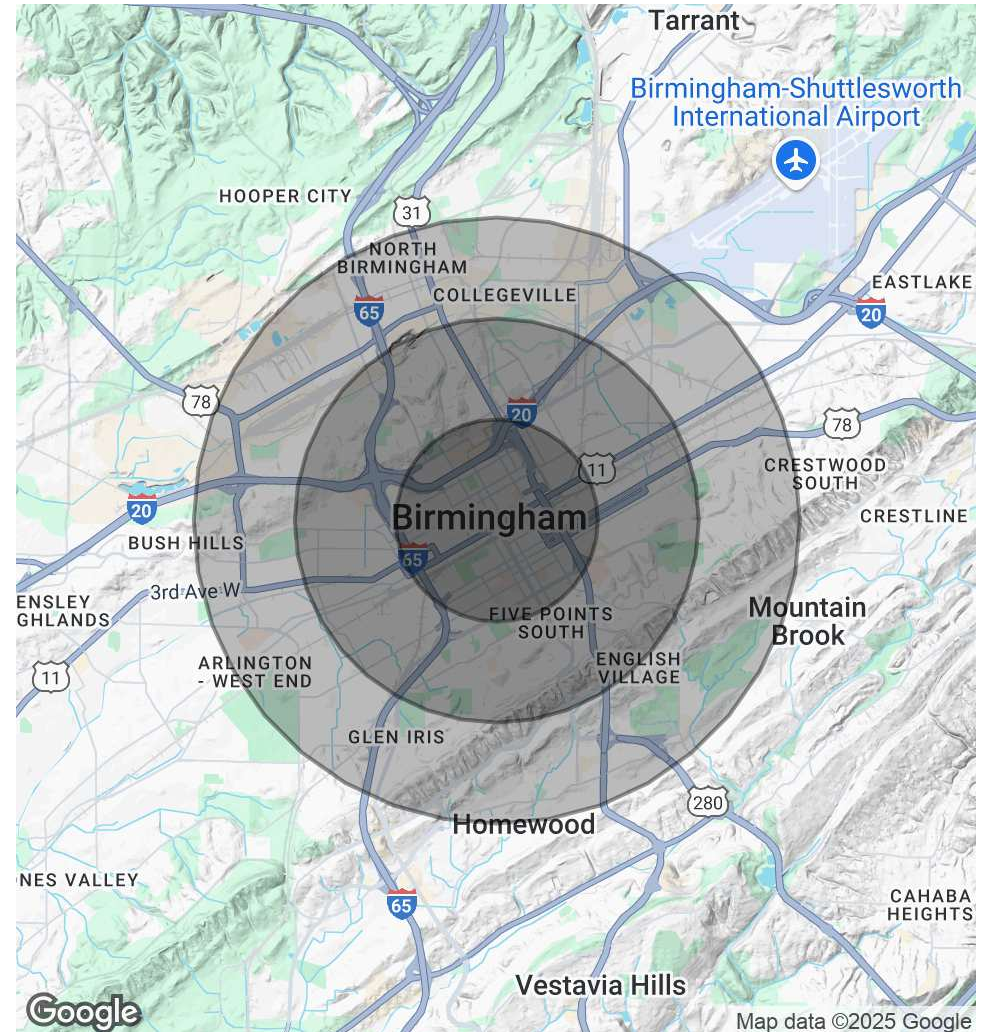 Tarrant
Birmingham-Shuttlesworth
International Airport
HOOPER CITY
31
NORTH
BIRMINGHAM
COLLEGEVILLE
EASTLAKE
65
20
78
20
78
11
CRESTWOOD
SOUTH
20
Birmingham
CRESTLINE
BUSH HILLS
65
3rd Ave W
ENSLEY
GHLANDS
FIVE POINTS
SOUTH
Mountain
Brook
11
ARLINGTON
- WEST END
ENGLISH
VILLAGE
GLEN IRIS
280
Homewood
NES VALLEY
65
CAHABA
HEIGHTS
Vestavia Hills
Google
Map data ©2025 Google